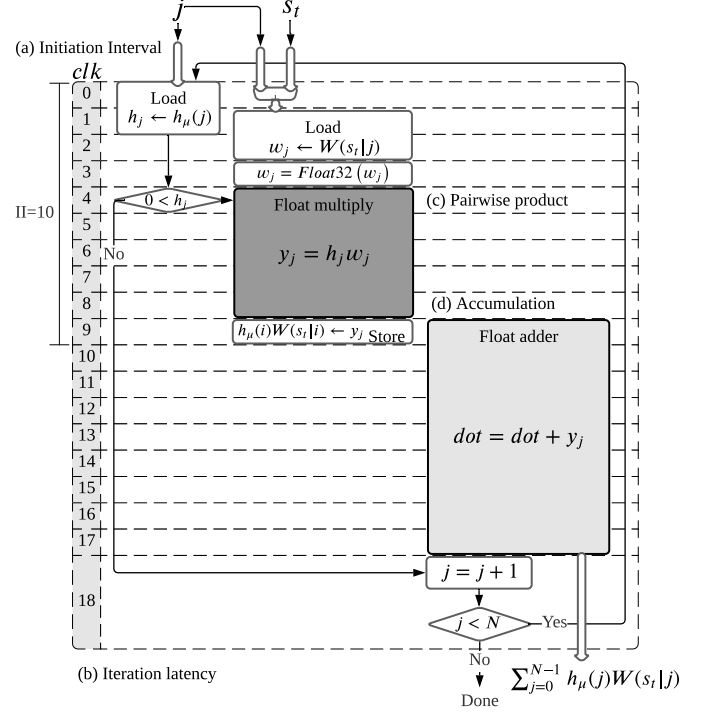 j
s_t
(a) Initiation Interval
clk
0
Load
h_j ← h_μ(j)
1
Load
2
w_j ← W(s_t|j)
3
w_j = Float32 (w_j)
4
0 < h_j
Float multiply
(c) Pairwise product
II=10
5
6
No
y_j = h_j w_j
7
8
(d) Accumulation
9
h_μ(i)W(s_t|i) ← y_j Store
Float adder
10
11
12
13
dot = dot + y_j
14
15
16
17
j = j + 1
18
j < N
Yes
No
(b) Iteration latency
∑_{j=0}^{N−1} h_μ(j)W(s_t|j)
Done